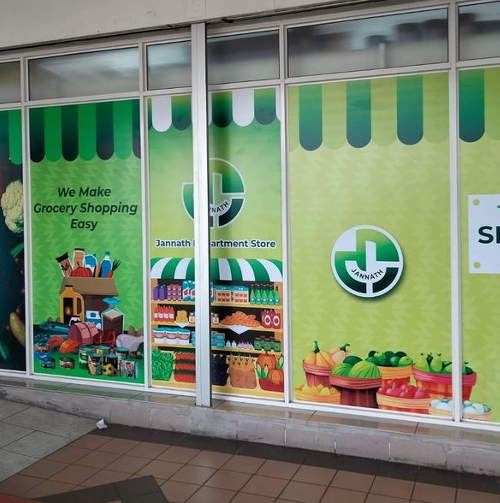 We Make
Grocery Shopping
Easy
JANNATH
Jannath Department Store
JANNATH